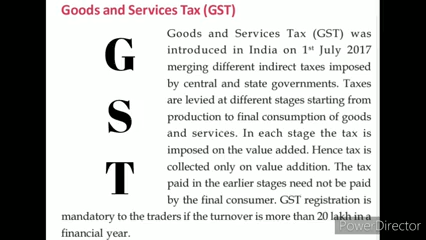 Goods and Services Tax (GST)
G
S
T
Goods and Services Tax (GST) was
introduced in India on 1st July 2017
merging different indirect taxes imposed
by central and state governments. Taxes
are levied at different stages starting from
production to final consumption of goods
and services. In each stage the tax is
imposed on the value added. Hence tax is
collected only on value addition. The tax
paid in the earlier stages need not be paid
by the final consumer. GST registration is
mandatory to the traders if the turnover is more than 20 lakh in a
financial year.
PowerDirector